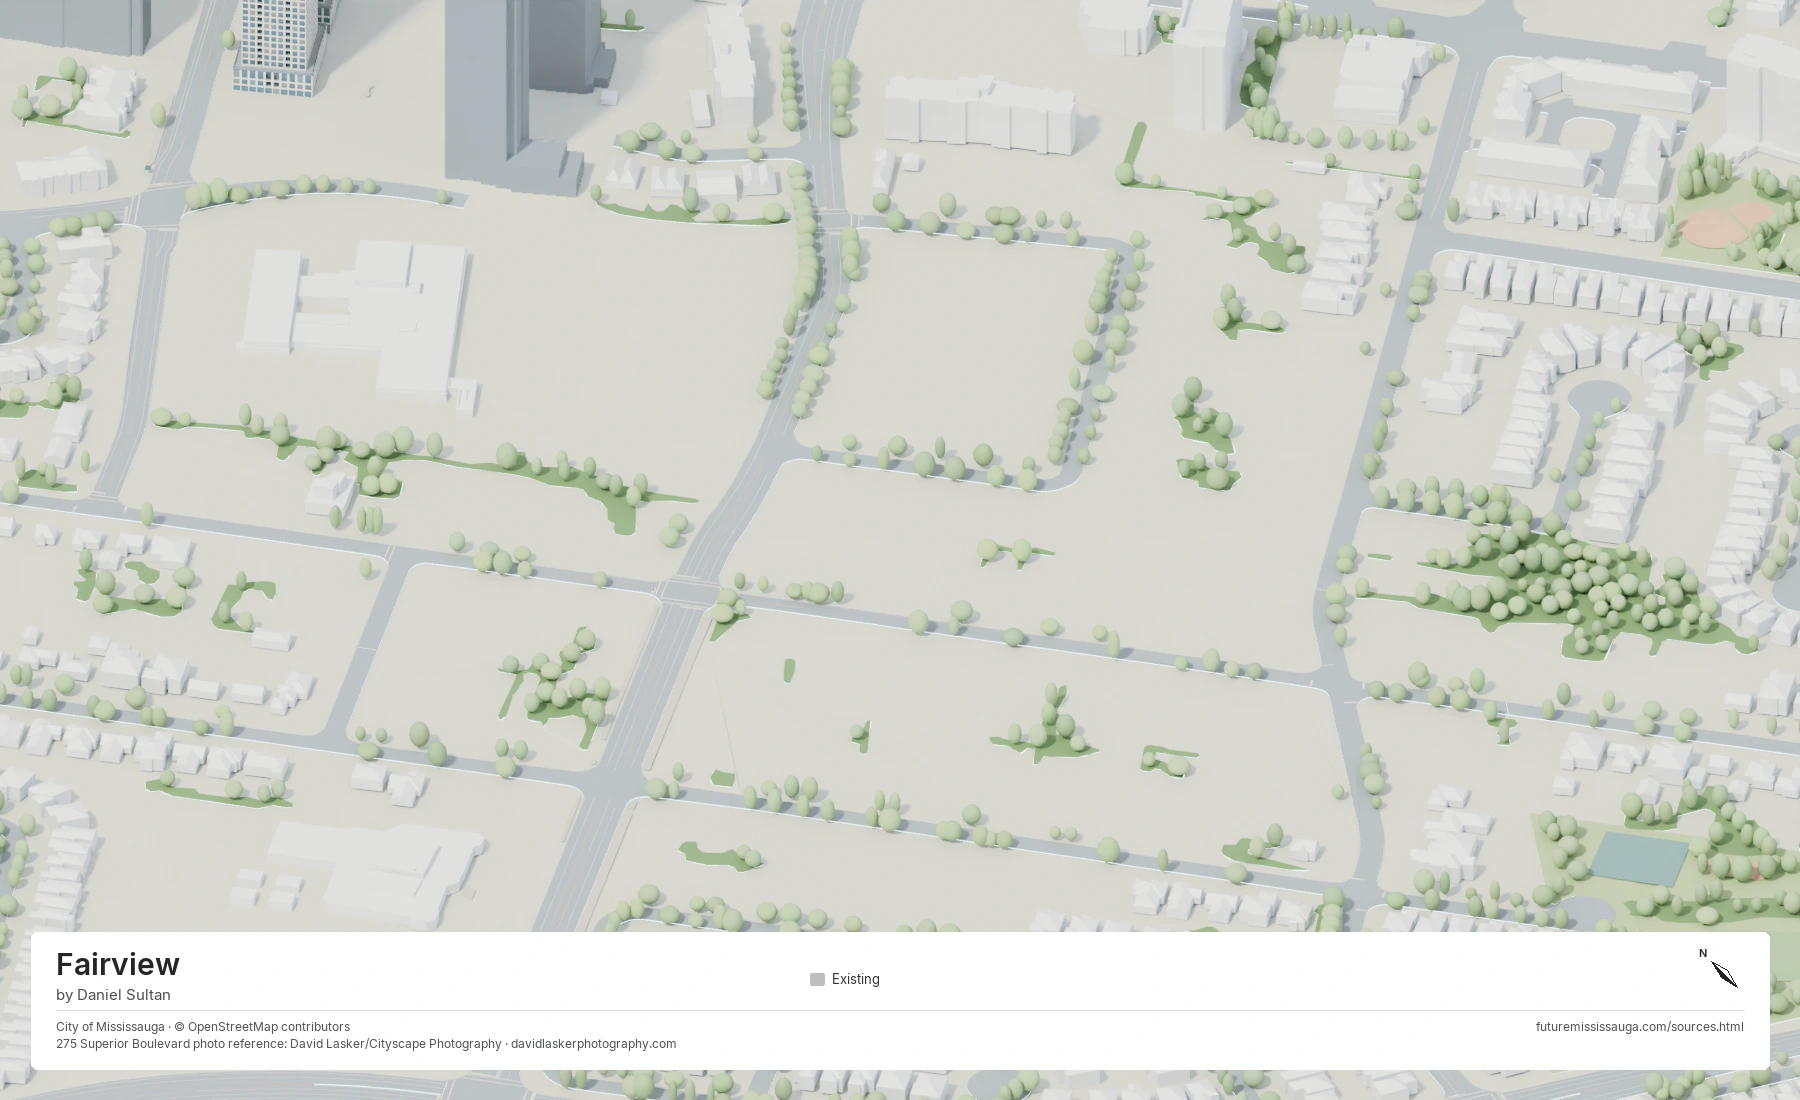 Fairview
by Daniel Sultan
Existing
N
City of Mississauga · © OpenStreetMap contributors
futuremississauga.com/sources.html
275 Superior Boulevard photo reference: David Lasker/Cityscape Photography · davidlaskerphotography.com